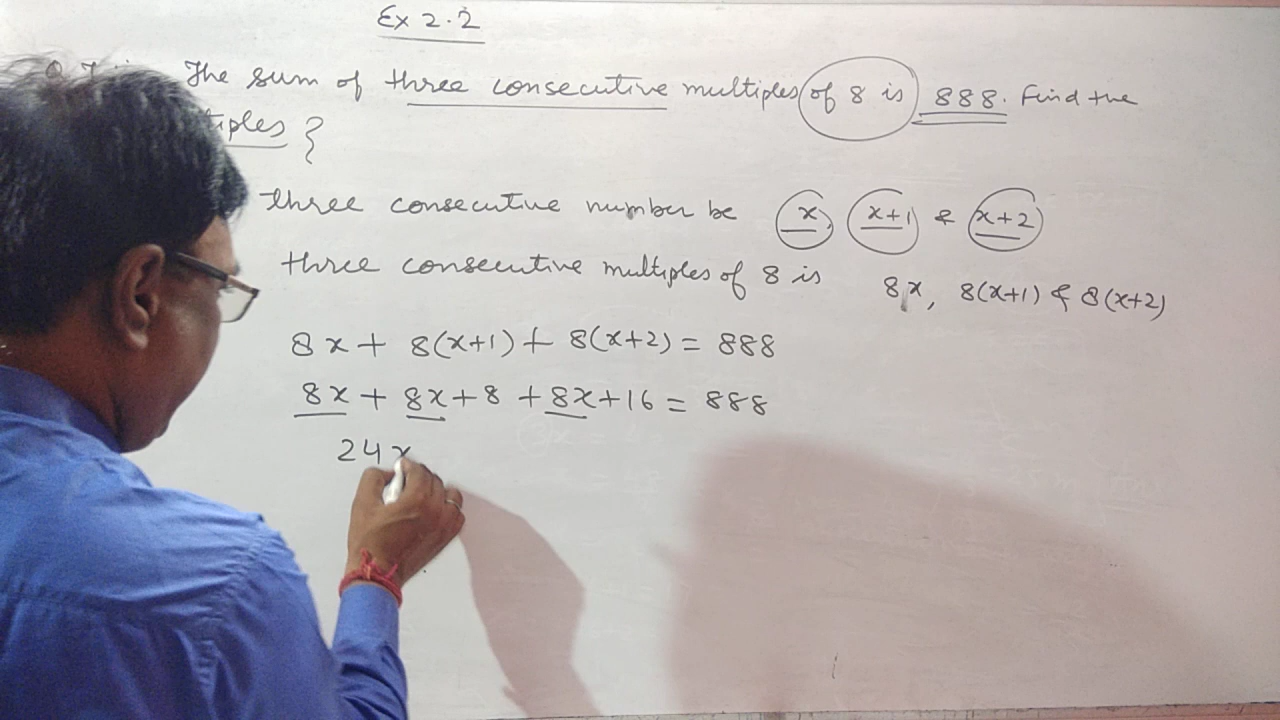 Ex 2.2
The sum of three consecutive multiples of 8 is 888. Find the
tiples }
three consecutive number be x, x+1 & x+2
three consecutive multiples of 8 is 8x, 8(x+1) & 8(x+2)
8x + 8(x+1) + 8(x+2) = 888
8x + 8x + 8 + 8x + 16 = 888
24x